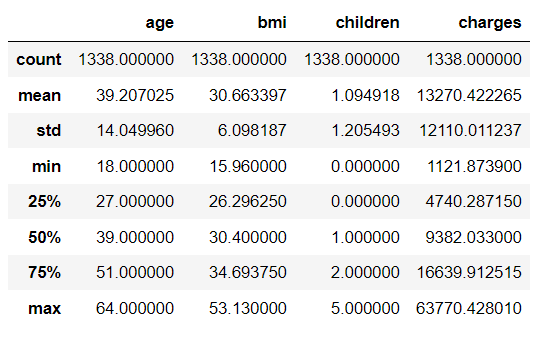 age bmi children charges
count 1338.000000 1338.000000 1338.000000 1338.000000
mean 39.207025 30.663397 1.094918 13270.422265
std 14.049960 6.098187 1.205493 12110.011237
min 18.000000 15.960000 0.000000 1121.873900
25% 27.000000 26.296250 0.000000 4740.287150
50% 39.000000 30.400000 1.000000 9382.033000
75% 51.000000 34.693750 2.000000 16639.912515
max 64.000000 53.130000 5.000000 63770.428010